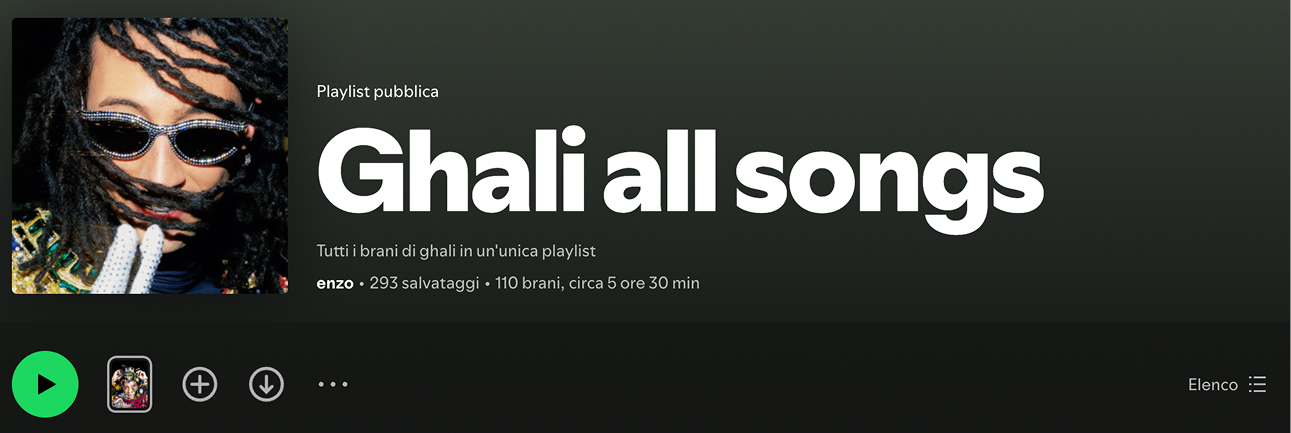 Playlist pubblica
Ghali all songs
Tutti i brani di ghali in un'unica playlist
enzo • 293 salvataggi • 110 brani, circa 5 ore 30 min
Elenco